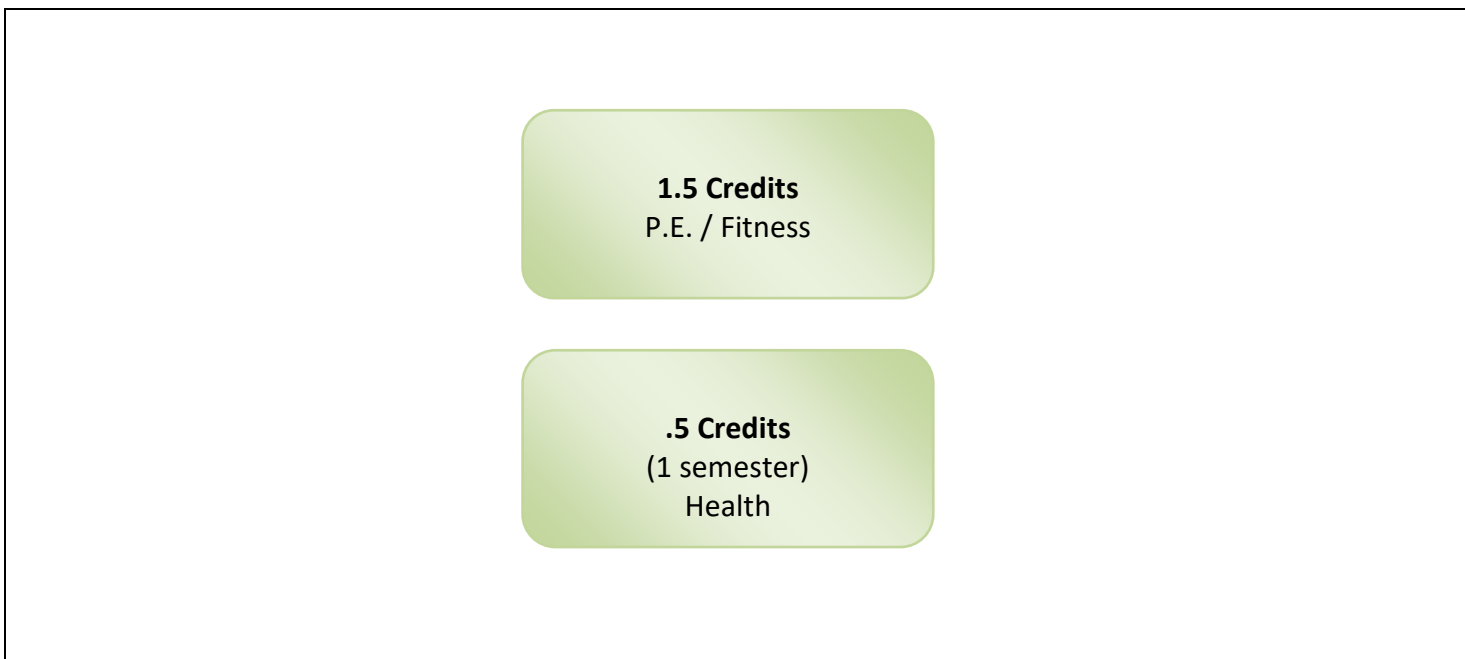 1.5 Credits
P.E. / Fitness
.5 Credits
(1 semester)
Health